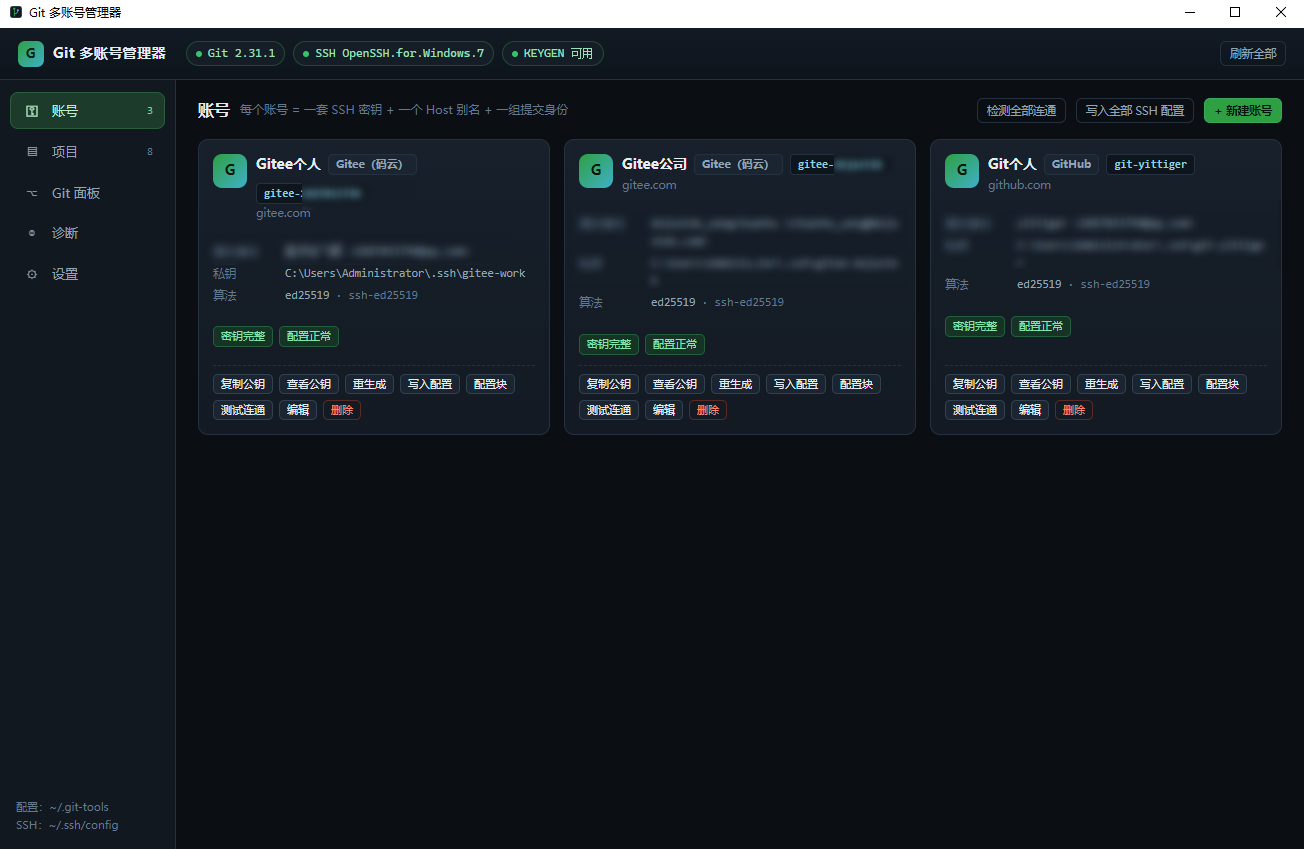 Git 多账号管理器
G Git 多账号管理器 Git 2.31.1 SSH OpenSSH.for.Windows.7 KEYGEN 可用 刷新全部
账号 3
项目 8
Git 面板
诊断
设置
账号 每个账号 = 一套 SSH 密钥 + 一个 Host 别名 + 一组提交身份 检测全部连通 写入全部 SSH 配置 + 新建账号
G Gitee个人 Gitee（码云）
gitee-
gitee.com
私钥 C:\Users\Administrator\.ssh\gitee-work
算法 ed25519 · ssh-ed25519
密钥完整 配置正常
复制公钥 查看公钥 重生成 写入配置 配置块
测试连通 编辑 删除
G Gitee公司 Gitee（码云） gitee-
gitee.com
算法 ed25519 · ssh-ed25519
密钥完整 配置正常
复制公钥 查看公钥 重生成 写入配置 配置块
测试连通 编辑 删除
G Git个人 GitHub git-yittiger
github.com
算法 ed25519 · ssh-ed25519
密钥完整 配置正常
复制公钥 查看公钥 重生成 写入配置 配置块
测试连通 编辑 删除
配置：~/.git-tools
SSH：~/.ssh/config